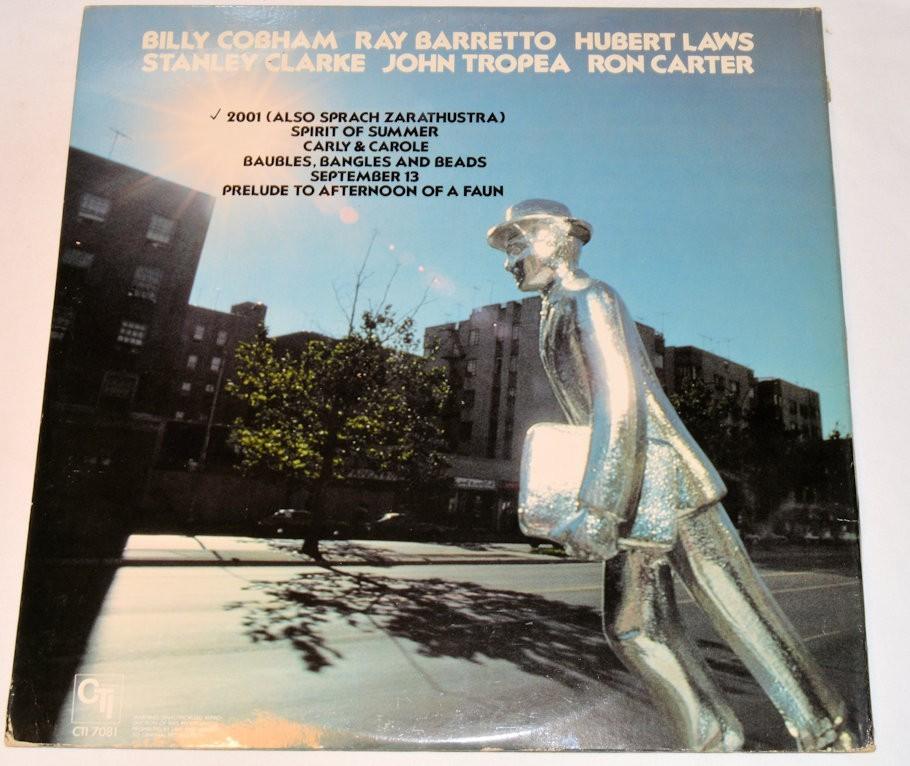 BILLY COBHAM RAY BARRETTO HUBERT LAWS
STANLEY CLARKE JOHN TROPEA RON CARTER
✓ 2001 (ALSO SPRACH ZARATHUSTRA)
SPIRIT OF SUMMER
CARLY & CAROLE
BAUBLES, BANGLES AND BEADS
SEPTEMBER 13
PRELUDE TO AFTERNOON OF A FAUN
CTI
CTI 7081